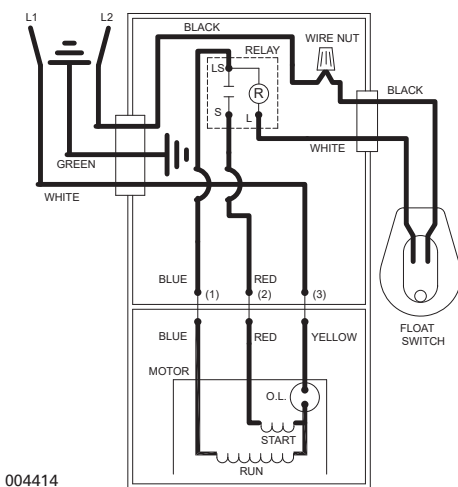 L1
L2
BLACK
WIRE NUT
RELAY
LS
R
BLACK
S
L
WHITE
GREEN
WHITE
BLUE
RED
(1)
(2)
(3)
FLOAT
SWITCH
BLUE
RED
YELLOW
MOTOR
O.L.
START
RUN
004414